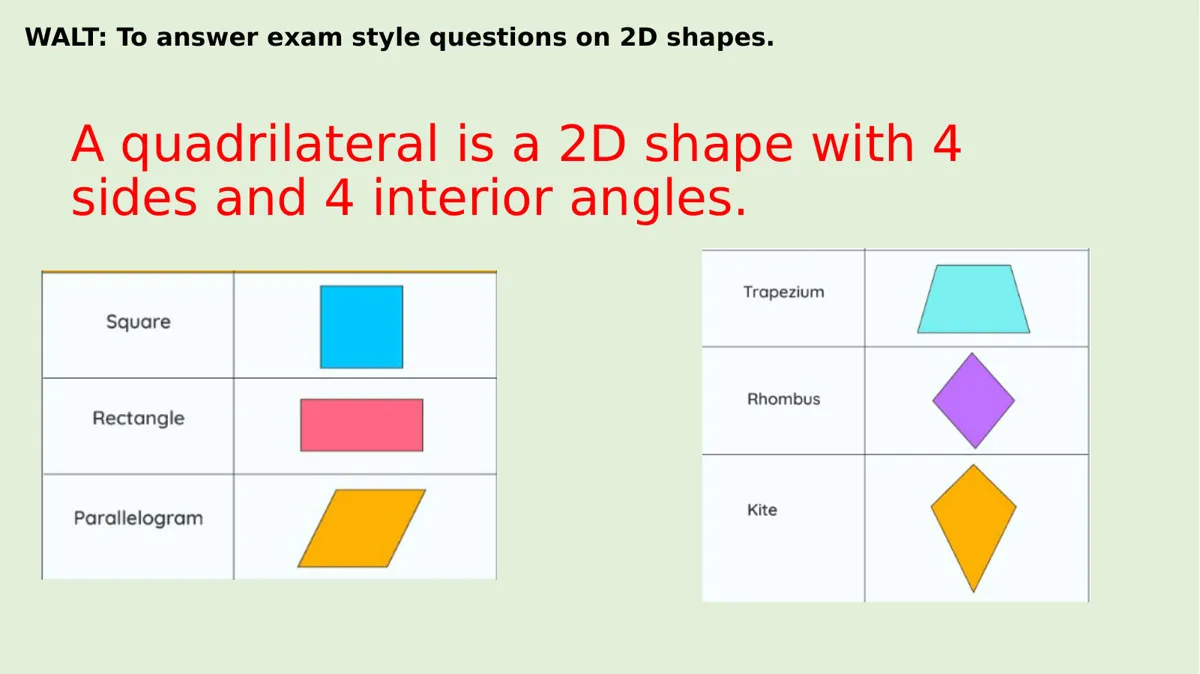 WALT: To answer exam style questions on 2D shapes.
A quadrilateral is a 2D shape with 4
sides and 4 interior angles.
Square
Rectangle
Parallelogram
Trapezium
Rhombus
Kite